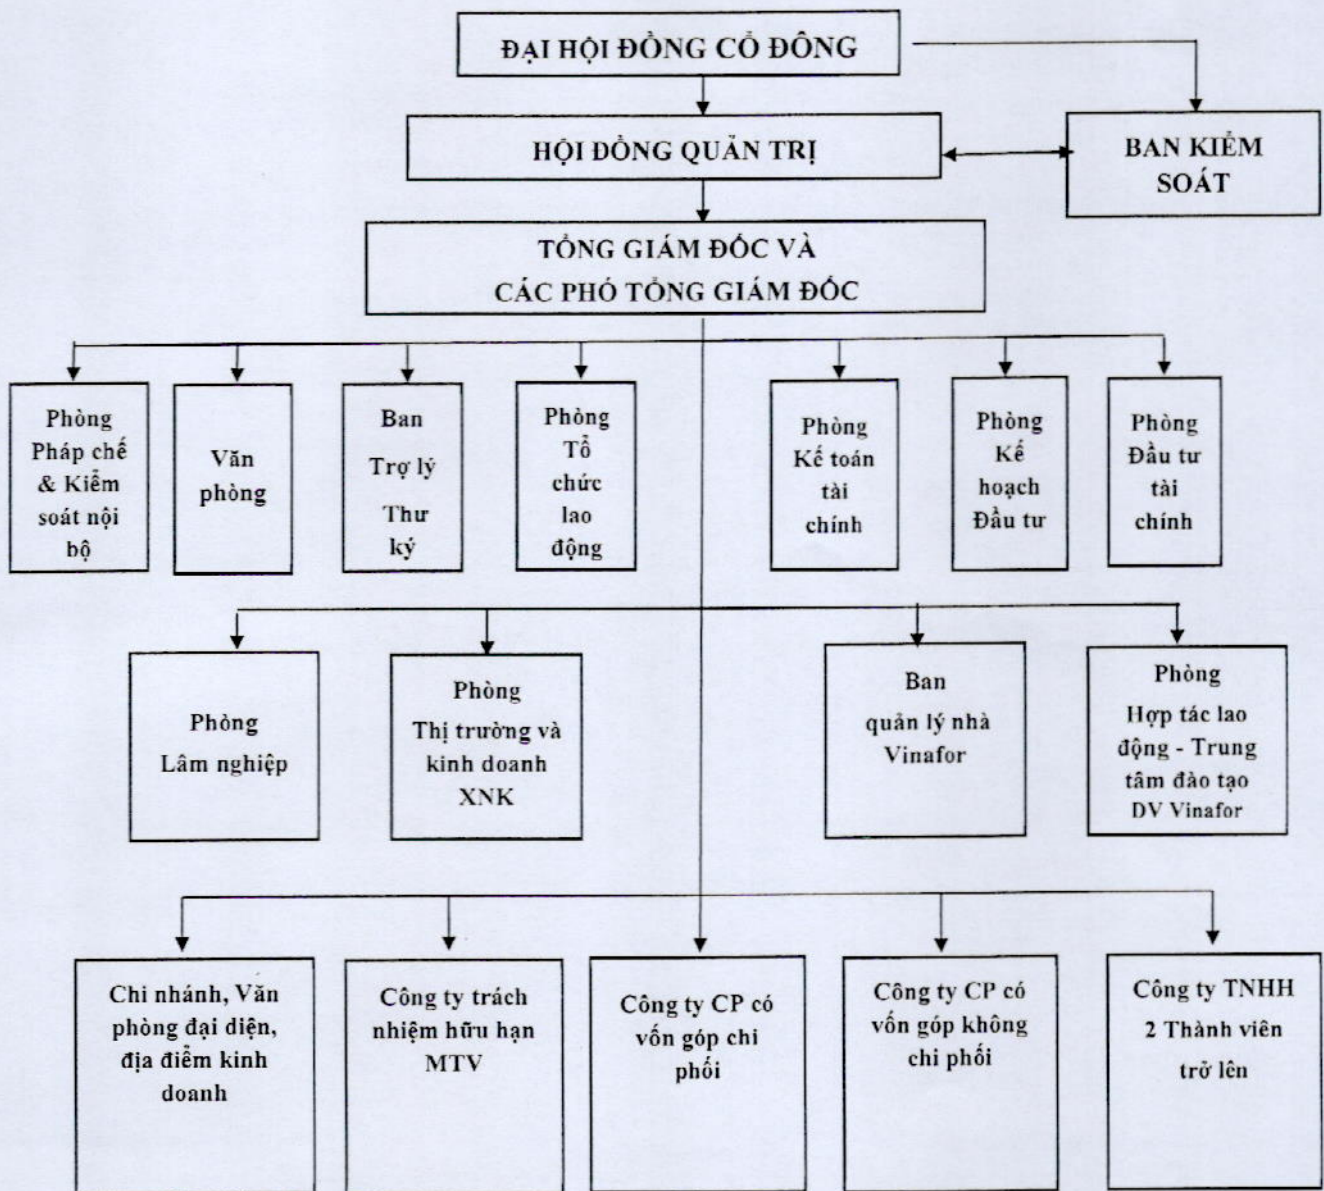 ĐẠI HỘI ĐỒNG CỔ ĐÔNG
HỘI ĐỒNG QUẢN TRỊ
BAN KIỂM
SOÁT
TỔNG GIÁM ĐỐC VÀ
CÁC PHÓ TỔNG GIÁM ĐỐC
Phòng
Pháp chế
& Kiểm
soát nội
bộ
Văn
phòng
Ban
Trợ lý
Thư
ký
Phòng
Tổ
chức
lao
động
Phòng
Kế toán
tài
chính
Phòng
Kế
hoạch
Đầu tư
Phòng
Đầu tư
tài
chính
Phòng
Lâm nghiệp
Phòng
Thị trường và
kinh doanh
XNK
Ban
quản lý nhà
Vinafor
Phòng
Hợp tác lao
động - Trung
tâm đào tạo
DV Vinafor
Chi nhánh, Văn
phòng đại diện,
địa điểm kinh
doanh
Công ty trách
nhiệm hữu hạn
MTV
Công ty CP có
vốn góp chi
phối
Công ty CP có
vốn góp không
chi phối
Công ty TNHH
2 Thành viên
trở lên